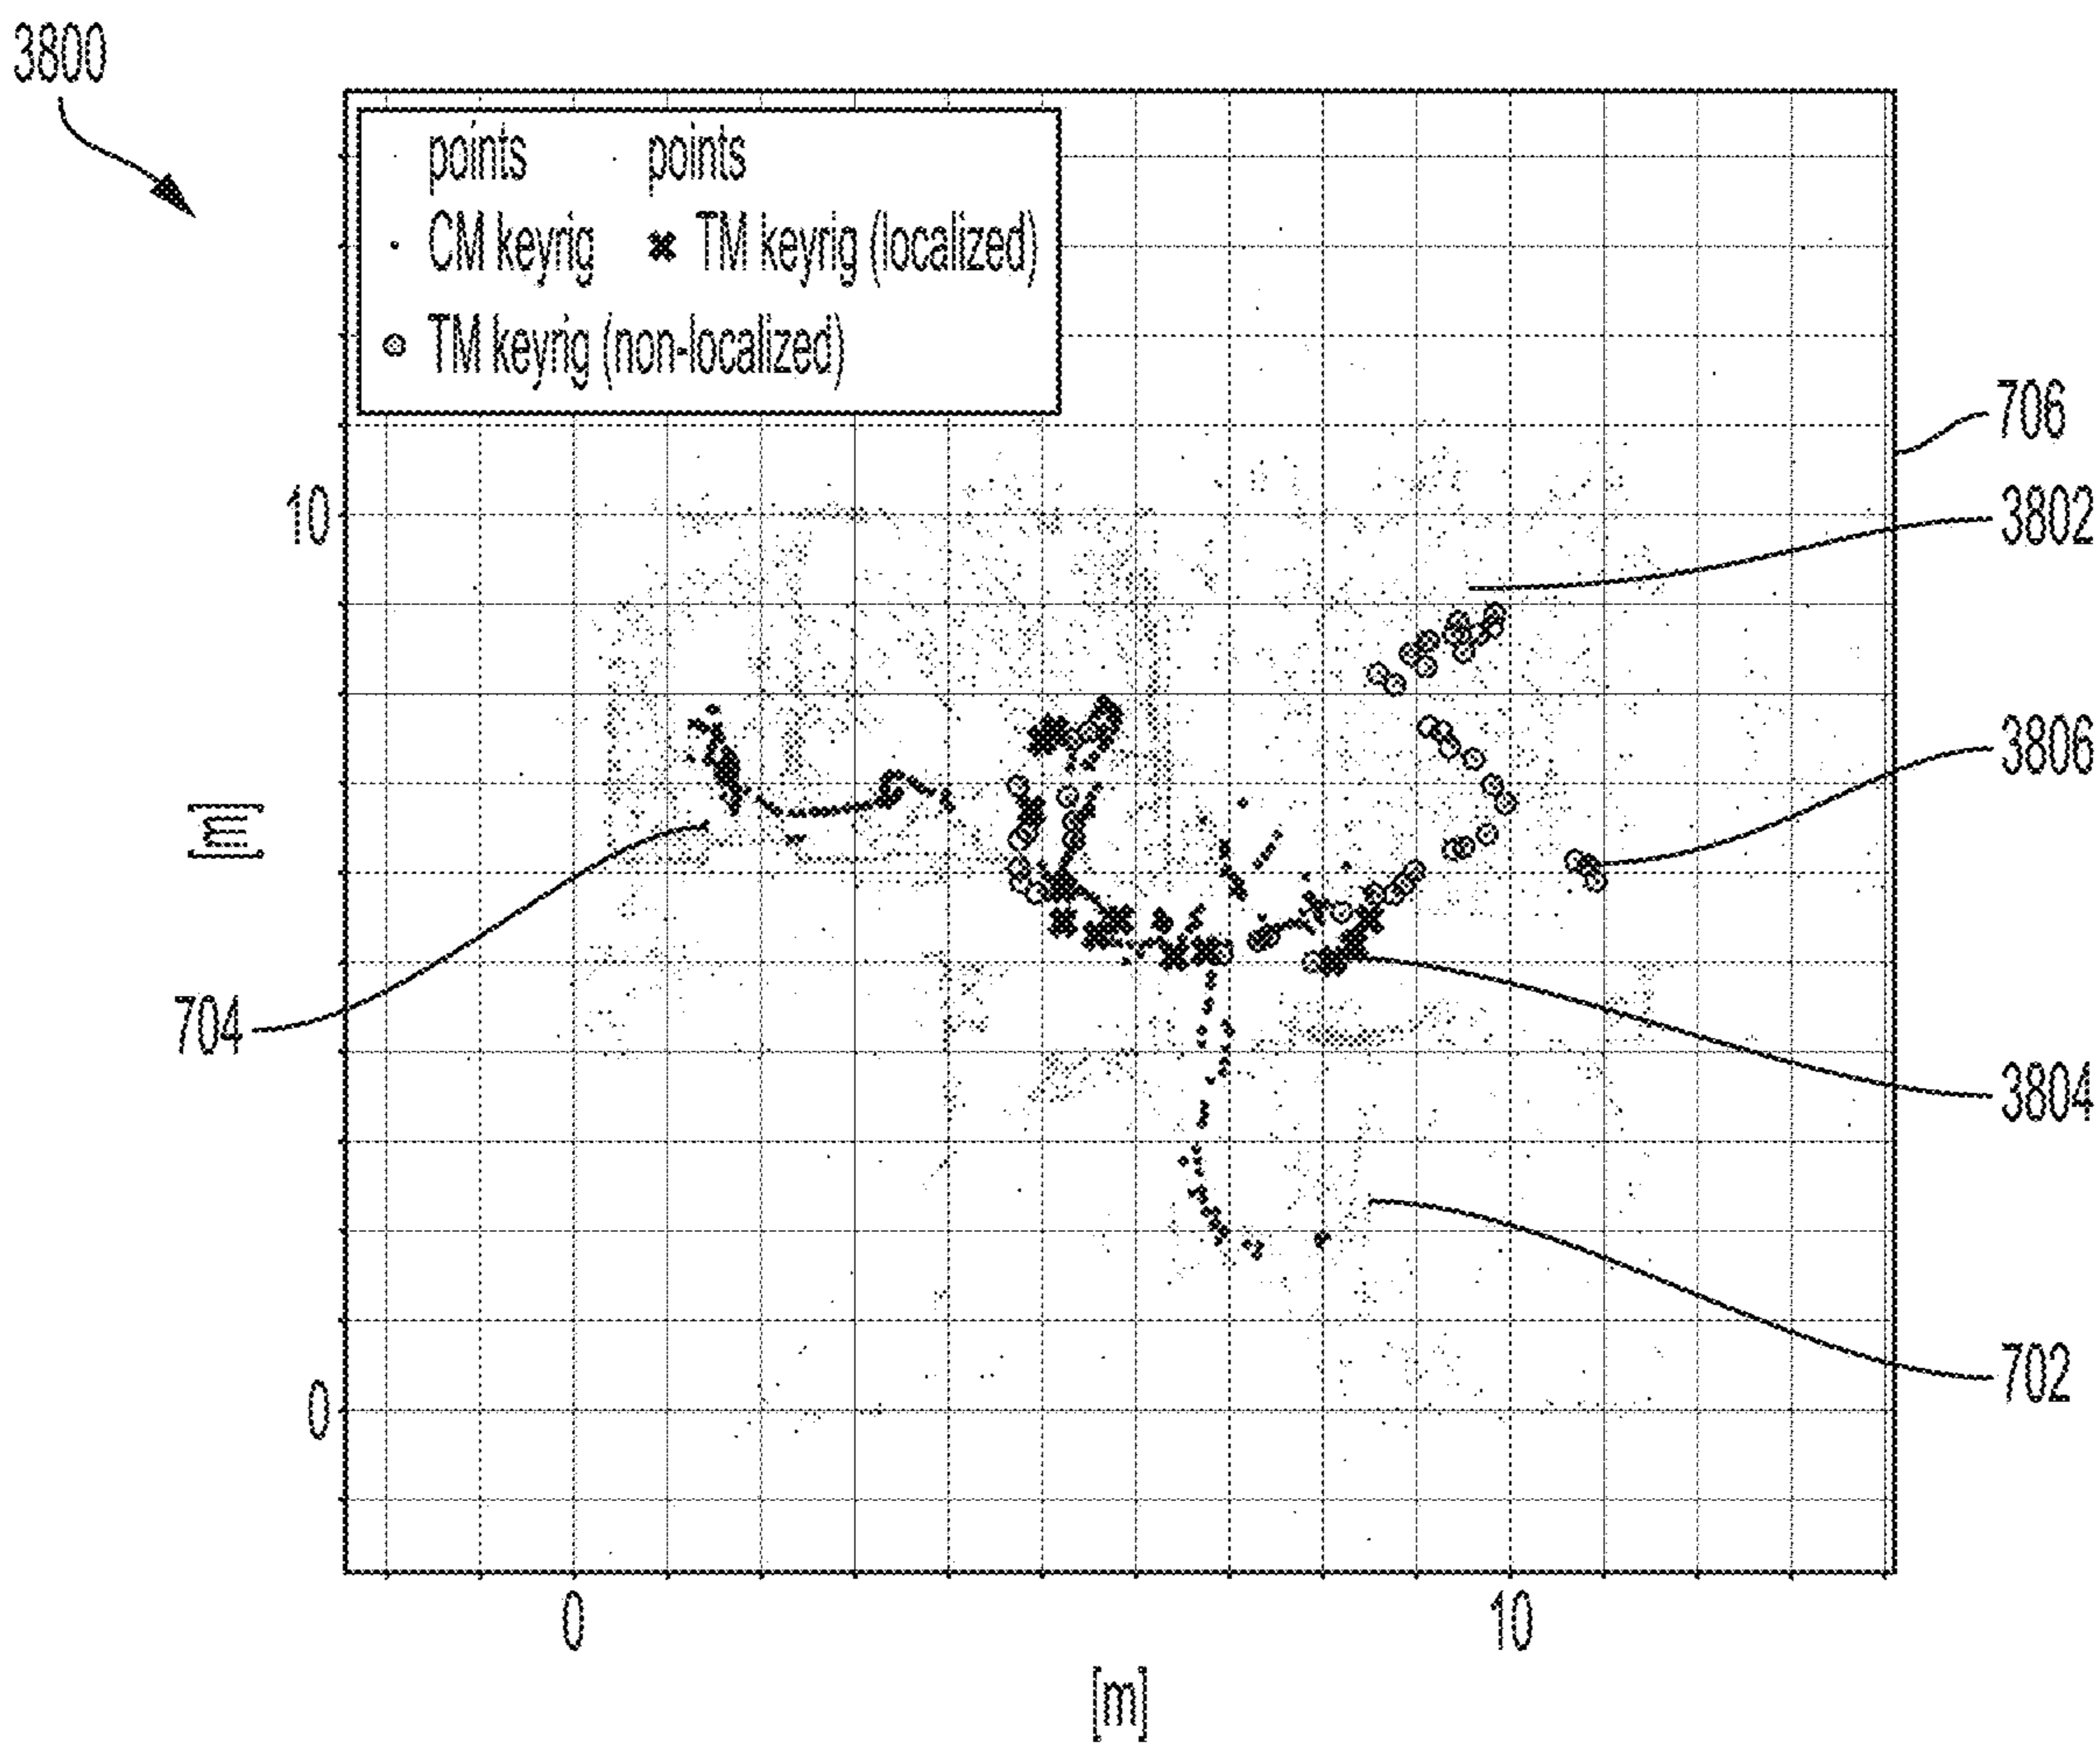 3800
points points
CM keyrig TM keyrig (localized)
TM keyrig (non-localized)
706
10
3802
3806
[m]
704
3804
702
0
0 10
[m]